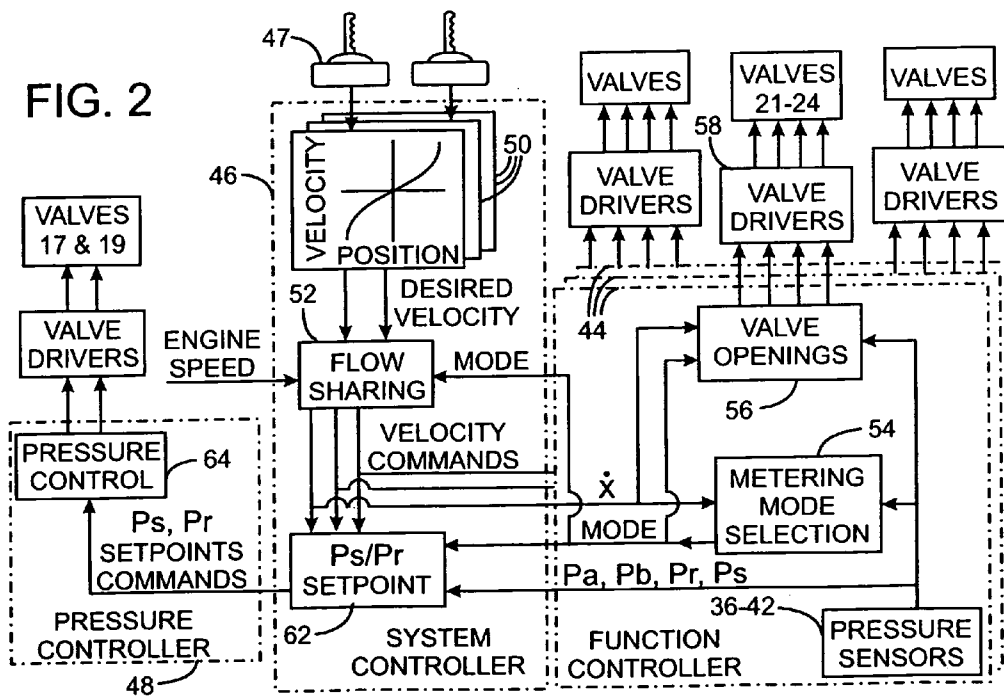 FIG. 2
47
46
VELOCITY
POSITION
50
VALVES
VALVES
21-24
VALVES
58
VALVE
DRIVERS
VALVE
DRIVERS
VALVE
DRIVERS
44
VALVES
17 & 19
VALVE
DRIVERS
ENGINE
SPEED
52
DESIRED
VELOCITY
FLOW
SHARING
MODE
VALVE
OPENINGS
56
PRESSURE
CONTROL
64
VELOCITY
COMMANDS
ẋ
54
METERING
MODE
SELECTION
MODE
Ps, Pr
SETPOINTS
COMMANDS
Ps/Pr
SETPOINT
62
Pa, Pb, Pr, Ps
36-42
PRESSURE
SENSORS
PRESSURE
CONTROLLER
48
SYSTEM
CONTROLLER
FUNCTION
CONTROLLER